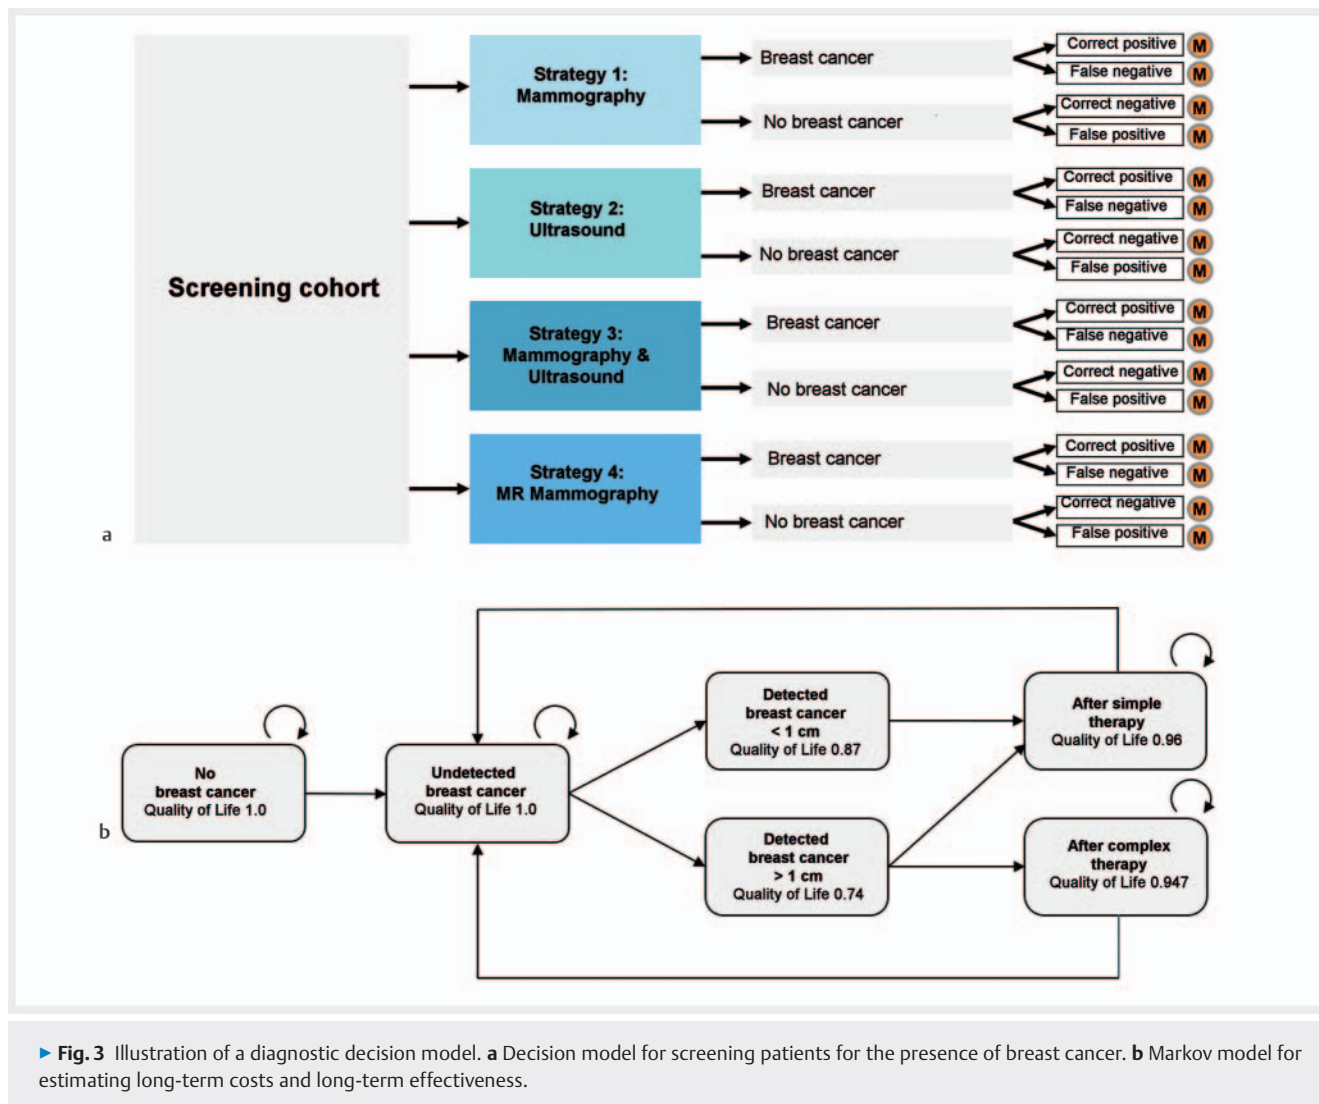 Screening cohort
Strategy 1:
Mammography
Breast cancer
Correct positive M
False negative M
No breast cancer
Correct negative M
False positive M
Strategy 2:
Ultrasound
Breast cancer
Correct positive M
False negative M
No breast cancer
Correct negative M
False positive M
Strategy 3:
Mammography &
Ultrasound
Breast cancer
Correct positive M
False negative M
No breast cancer
Correct negative M
False positive M
Strategy 4:
MR Mammography
Breast cancer
Correct positive M
False negative M
No breast cancer
Correct negative M
False positive M
a
No
breast cancer
Quality of Life 1.0
Undetected
breast cancer
Quality of Life 1.0
Detected
breast cancer
< 1 cm
Quality of Life 0.87
Detected
breast cancer
> 1 cm
Quality of Life 0.74
After simple
therapy
Quality of Life 0.96
After complex
therapy
Quality of Life 0.947
b
▶ Fig. 3 Illustration of a diagnostic decision model. a Decision model for screening patients for the presence of breast cancer. b Markov model for
estimating long-term costs and long-term effectiveness.